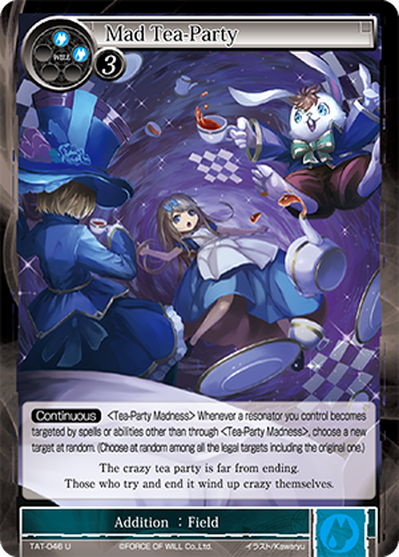 Mad Tea-Party
WILL
3
Continuous <Tea-Party Madness> Whenever a resonator you control becomes
targeted by spells or abilities other than through <Tea-Party Madness>, choose a new
target at random. (Choose at random among all the legal targets including the original one.)
The crazy tea party is far from ending.
Those who try and end it wind up crazy themselves.
Addition : Field
TAT-046 U ©FORCE OF WILL Co.,Ltd. イラスト/Kawaryu